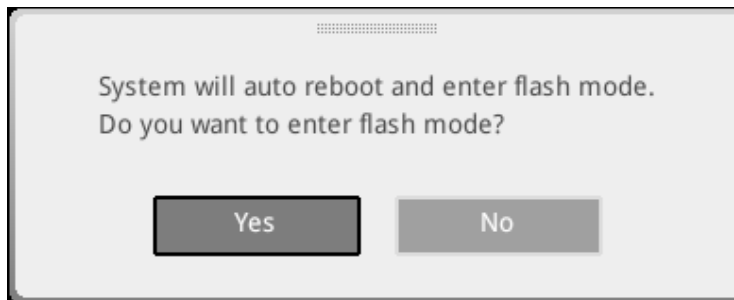 System will auto reboot and enter flash mode.
Do you want to enter flash mode?
Yes
No